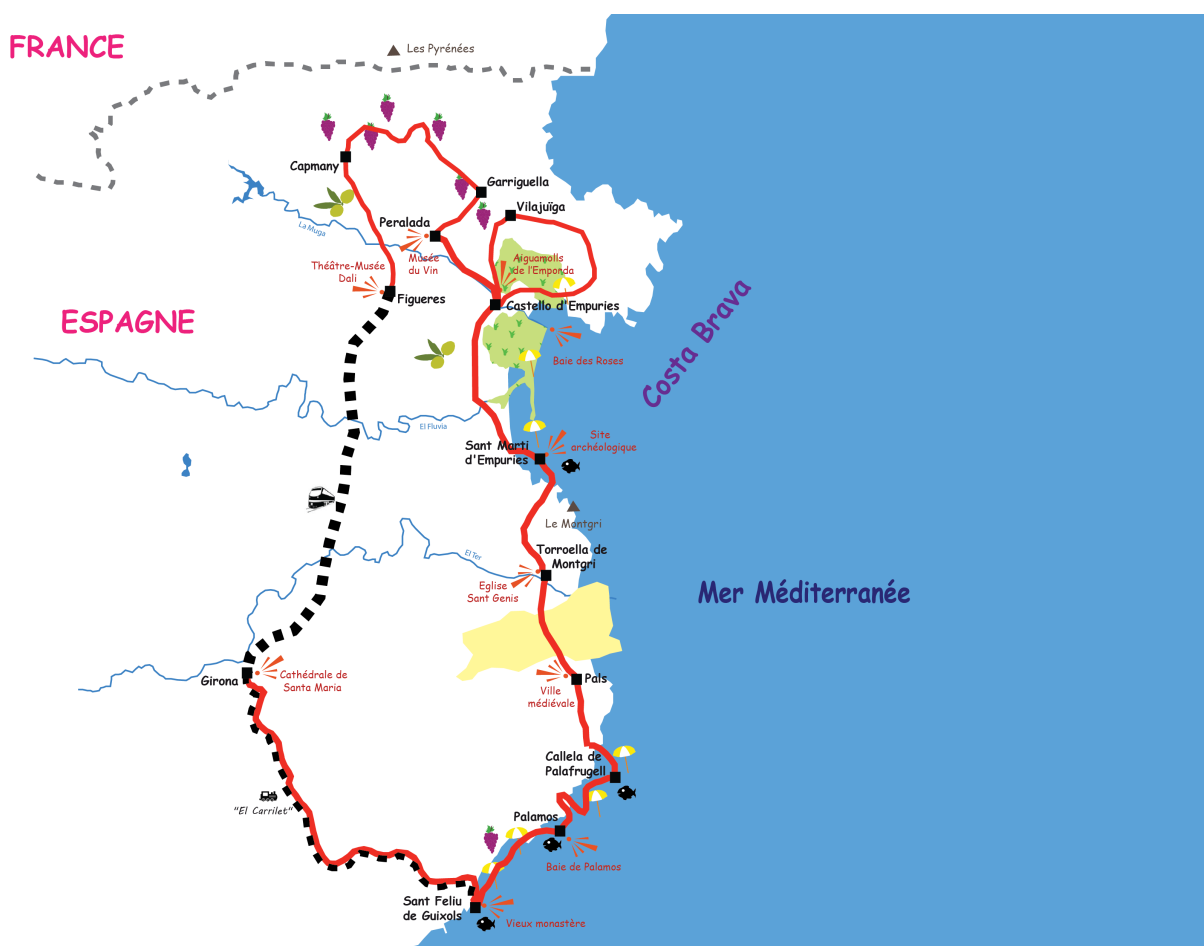 FRANCE
Les Pyrénées
Capmany
Garriguella
Vilajuïga
Peralada
La Muga
Musée
du Vin
Aiguamolls
de l'Emponda
Théâtre-Musée
Dali
Figueres
Castello d'Empuries
ESPAGNE
Costa Brava
Baie des Roses
El Fluvia
Sant Marti
d'Empuries
Site
archéologique
Le Montgri
El Ter
Torroella de
Montgri
Eglise
Sant Genis
Mer Méditerranée
Girona
Cathédrale de
Santa Maria
Pals
Ville
médiévale
Callela de
Palafrugell
"El Carrilet"
Palamos
Baie de Palamos
Sant Feliu
de Guixols
Vieux monastère